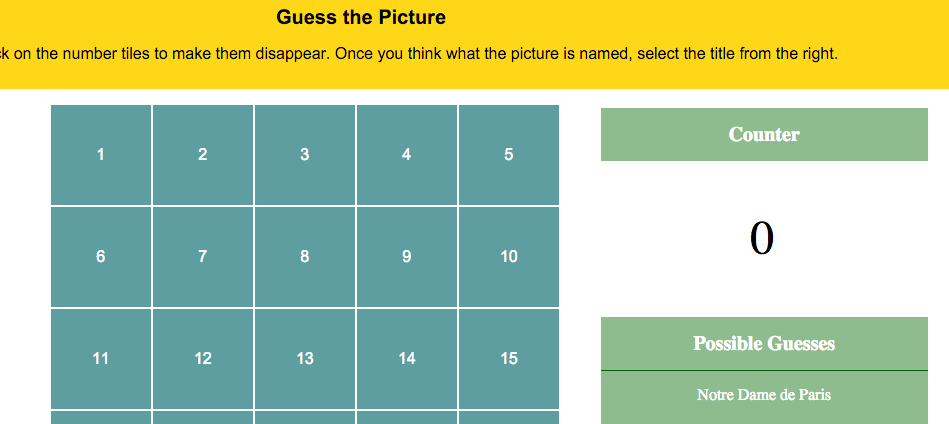 Guess the Picture
on the number tiles to make them disappear. Once you think what the picture is named, select the title from the right.
1 2 3 4 5
Counter
0
6 7 8 9 10
Possible Guesses
11 12 13 14 15
Notre Dame de Paris